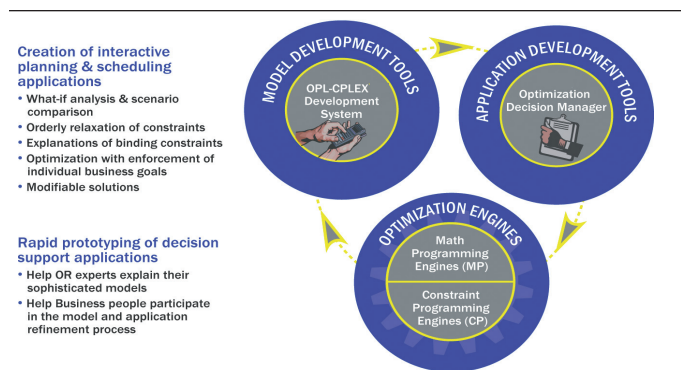 Creation of interactive
planning & scheduling
applications
• What-if analysis & scenario
comparison
• Orderly relaxation of constraints
• Explanations of binding constraints
• Optimization with enforcement of
individual business goals
• Modifiable solutions
Rapid prototyping of decision
support applications
• Help OR experts explain their
sophisticated models
• Help Business people participate
in the model and application
refinement process
MODEL DEVELOPMENT TOOLS
OPL-CPLEX
Development
System
APPLICATION DEVELOPMENT TOOLS
Optimization
Decision Manager
OPTIMIZATION ENGINES
Math
Programming
Engines (MP)
Constraint
Programming
Engines (CP)